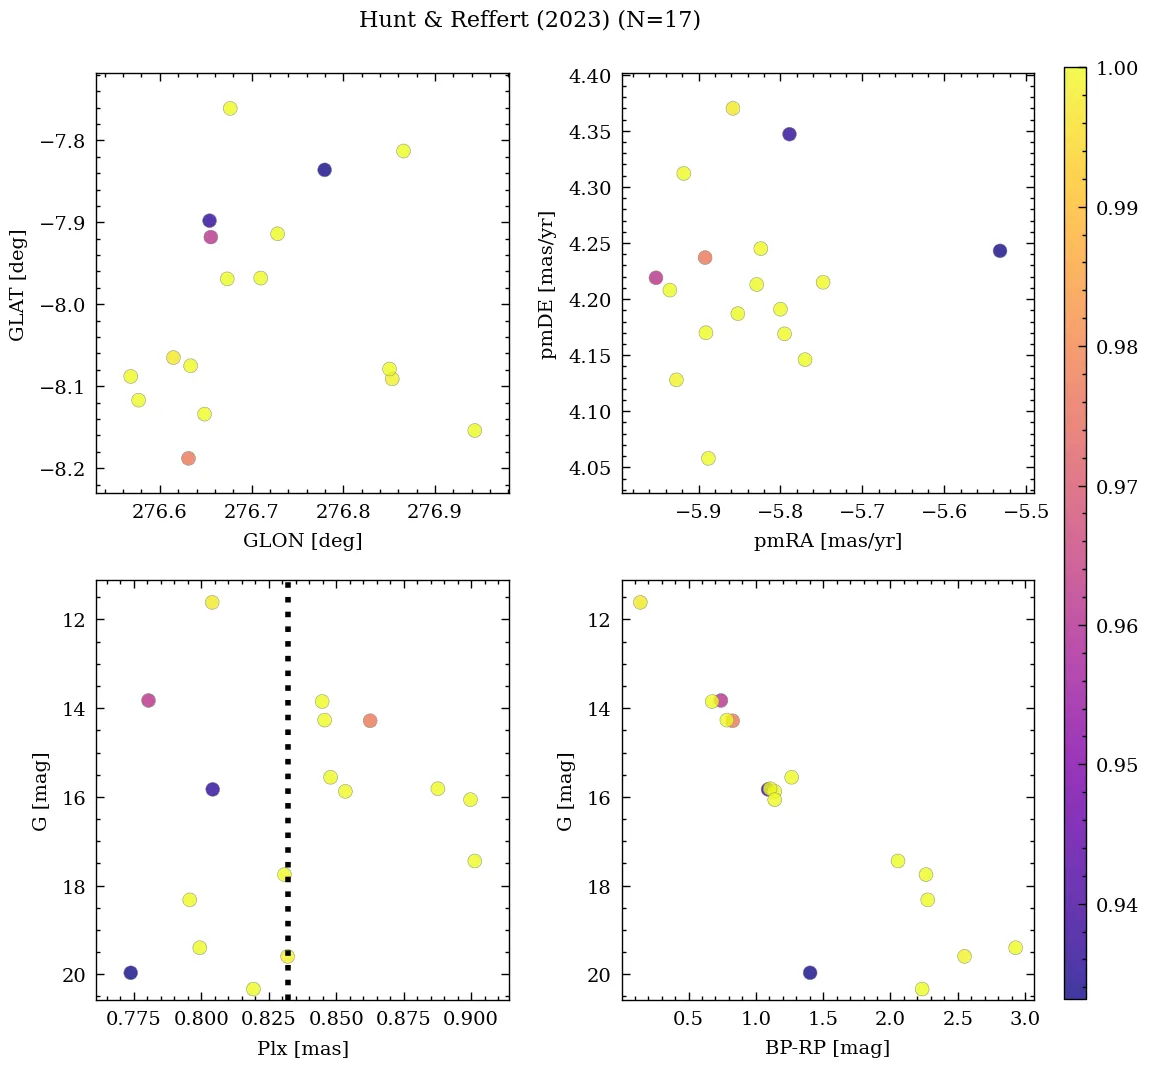 Hunt & Reffert (2023) (N=17)
−7.8
−7.9
−8.0
−8.1
−8.2
GLAT [deg]
276.6 276.7 276.8 276.9
GLON [deg]
4.40
4.35
4.30
4.25
4.20
4.15
4.10
4.05
pmDE [mas/yr]
−5.9 −5.8 −5.7 −5.6 −5.5
pmRA [mas/yr]
12
14
16
18
20
G [mag]
0.775 0.800 0.825 0.850 0.875 0.900
Plx [mas]
12
14
16
18
20
G [mag]
0.5 1.0 1.5 2.0 2.5 3.0
BP-RP [mag]
1.00
0.99
0.98
0.97
0.96
0.95
0.94